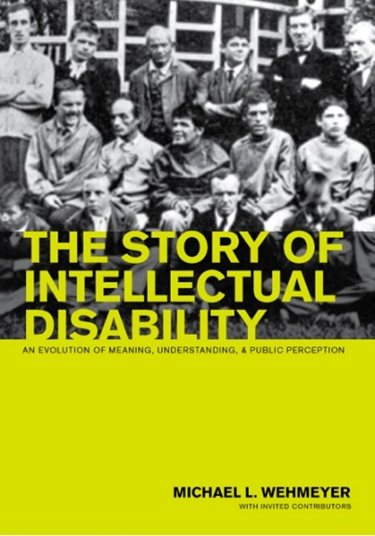 THE STORY OF
INTELLECTUAL
DISABILITY
AN EVOLUTION OF MEANING, UNDERSTANDING, & PUBLIC PERCEPTION
MICHAEL L. WEHMEYER
WITH INVITED CONTRIBUTORS